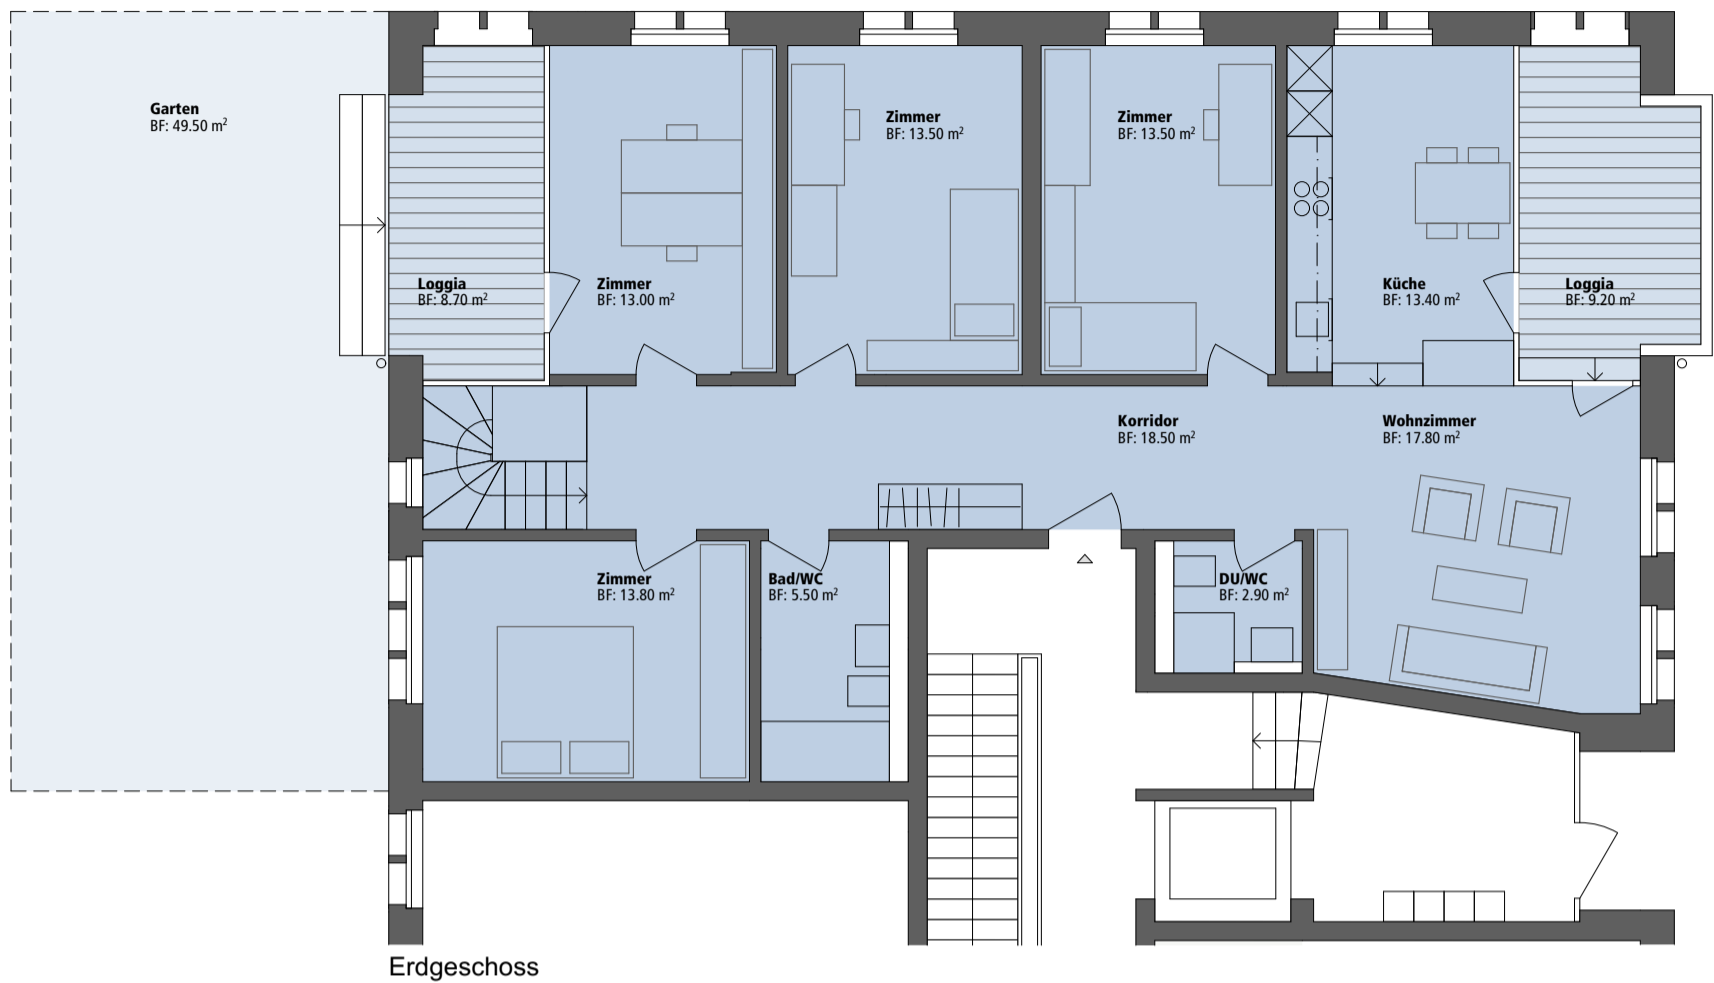 Garten
BF: 49.50 m²
Zimmer
BF: 13.50 m²
Zimmer
BF: 13.50 m²
Loggia
BF: 8.70 m²
Zimmer
BF: 13.00 m²
Küche
BF: 13.40 m²
Loggia
BF: 9.20 m²
Korridor
BF: 18.50 m²
Wohnzimmer
BF: 17.80 m²
Zimmer
BF: 13.80 m²
Bad/WC
BF: 5.50 m²
DU/WC
BF: 2.90 m²
Erdgeschoss